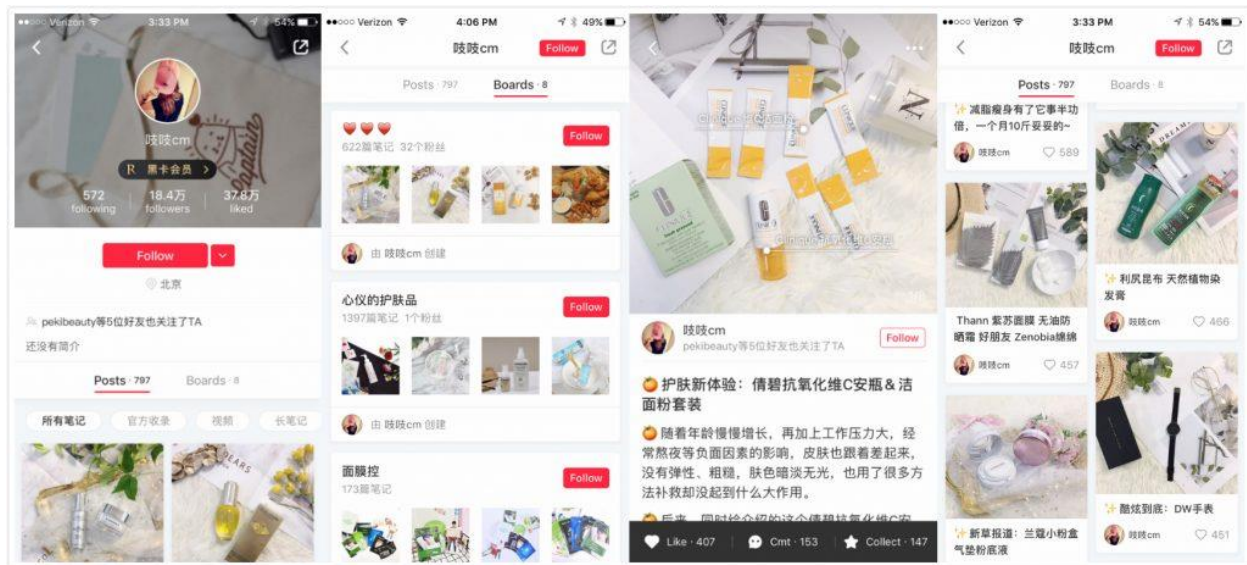 Verizon 3:33 PM 54%
吱吱cm
R 黑卡会员 >
572 18.4万 37.8万
following followers liked
Follow
北京
pekibeauty等5位好友也关注了TA
还没有简介
Posts · 797 Boards · 8
所有笔记 官方收录 视频 长笔记
Verizon 4:06 PM 49%
吱吱cm Follow
Posts · 797 Boards · 8
622篇笔记 32个粉丝 Follow
由 吱吱cm 创建
心仪的护肤品 Follow
1397篇笔记 1个粉丝
由 吱吱cm 创建
面膜控 Follow
173篇笔记
N
CLINIQUE
吱吱cm Follow
pekibeauty等5位好友也关注了TA
护肤新体验：倩碧抗氧化维C安瓶&洁
面粉套装
随着年龄慢慢增长，再加上工作压力大，经
常熬夜等负面因素的影响，皮肤也跟着差起来，
没有弹性、粗糙，肤色暗淡无光，也用了很多方
法补救却没起到什么大作用。
Like · 407 Cmt · 153 Collect · 147
Verizon 3:33 PM 54%
吱吱cm Follow
Posts · 797 Boards · 8
减脂瘦身有了它事半功
倍，一个月10斤妥妥的~
吱吱cm 589
Thann 紫苏面膜 无油防
晒霜 好朋友 Zenobia绵绵
吱吱cm 457
新草报道：兰蔻小粉盒
气垫粉底液
利尻昆布 天然植物染
发膏
吱吱cm 466
酷炫到底：DW手表
吱吱cm 451